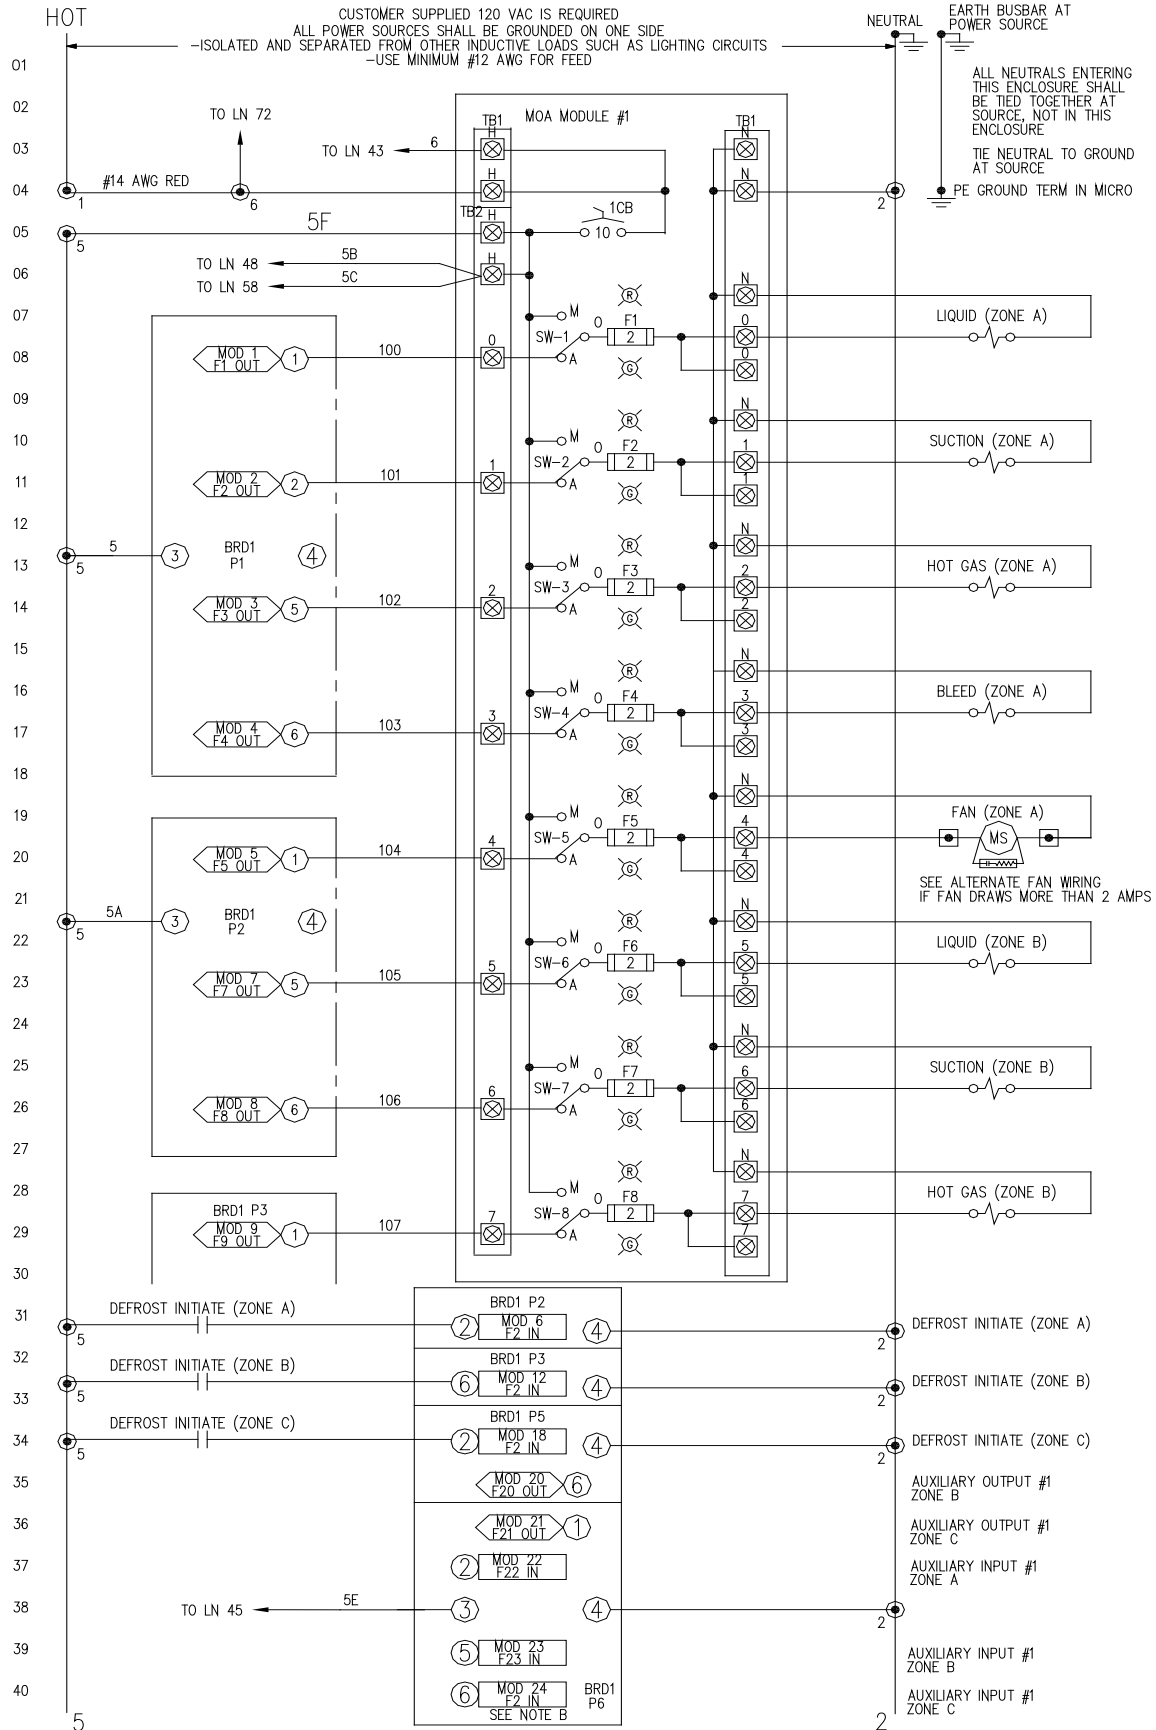 HOT
CUSTOMER SUPPLIED 120 VAC IS REQUIRED
ALL POWER SOURCES SHALL BE GROUNDED ON ONE SIDE
-ISOLATED AND SEPARATED FROM OTHER INDUCTIVE LOADS SUCH AS LIGHTING CIRCUITS
-USE MINIMUM #12 AWG FOR FEED
NEUTRAL
EARTH BUSBAR AT
POWER SOURCE
ALL NEUTRALS ENTERING
THIS ENCLOSURE SHALL
BE TIED TOGETHER AT
SOURCE, NOT IN THIS
ENCLOSURE
TIE NEUTRAL TO GROUND
AT SOURCE
PE GROUND TERM IN MICRO
01
02
TO LN 72
TB1
MOA MODULE #1
TB1
03
TO LN 43
6
H
N
04
#14 AWG RED
1
6
H
N
2
05
5
5F
TB2
H
1CB
10
06
TO LN 48
5B
TO LN 58
5C
H
N
07
M
R
0
F1
2
SW-1
0
LIQUID (ZONE A)
08
MOD 1
F1 OUT
1
100
0
A
G
0
09
N
10
M
R
0
F2
2
SW-2
1
SUCTION (ZONE A)
11
MOD 2
F2 OUT
2
101
1
A
G
1
12
N
13
5
5
3
BRD1
P1
4
M
R
0
F3
2
SW-3
2
HOT GAS (ZONE A)
14
MOD 3
F3 OUT
5
102
2
A
G
2
15
N
16
M
R
0
F4
2
SW-4
3
BLEED (ZONE A)
17
MOD 4
F4 OUT
6
103
3
A
G
3
18
N
19
M
R
0
F5
2
SW-5
4
FAN (ZONE A)
MS
20
MOD 5
F5 OUT
1
104
4
A
G
4
SEE ALTERNATE FAN WIRING
IF FAN DRAWS MORE THAN 2 AMPS
21
5A
5
3
BRD1
P2
4
N
22
M
R
0
F6
2
SW-6
5
LIQUID (ZONE B)
23
MOD 7
F7 OUT
5
105
5
A
G
5
24
N
25
M
R
0
F7
2
SW-7
6
SUCTION (ZONE B)
26
MOD 8
F8 OUT
6
106
6
A
G
6
27
N
28
M
R
0
F8
2
SW-8
7
HOT GAS (ZONE B)
29
BRD1 P3
MOD 9
F9 OUT
1
107
7
A
G
7
30
31
DEFROST INITIATE (ZONE A)
5
BRD1 P2
2
MOD 6
F2 IN
4
2
DEFROST INITIATE (ZONE A)
32
DEFROST INITIATE (ZONE B)
5
BRD1 P3
6
MOD 12
F2 IN
4
2
DEFROST INITIATE (ZONE B)
33
DEFROST INITIATE (ZONE C)
34
5
BRD1 P5
2
MOD 18
F2 IN
4
2
DEFROST INITIATE (ZONE C)
35
MOD 20
F20 OUT
6
AUXILIARY OUTPUT #1
ZONE B
36
MOD 21
F21 OUT
1
AUXILIARY OUTPUT #1
ZONE C
37
2
MOD 22
F22 IN
AUXILIARY INPUT #1
ZONE A
38
TO LN 45
5E
3
4
2
39
5
MOD 23
F23 IN
AUXILIARY INPUT #1
ZONE B
40
6
MOD 24
F2 IN
SEE NOTE B
BRD1
P6
AUXILIARY INPUT #1
ZONE C
5
2